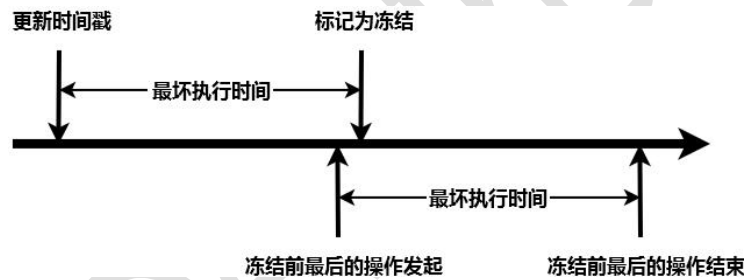 更新时间戳
标记为冻结
最坏执行时间
最坏执行时间
冻结前最后的操作发起
冻结前最后的操作结束